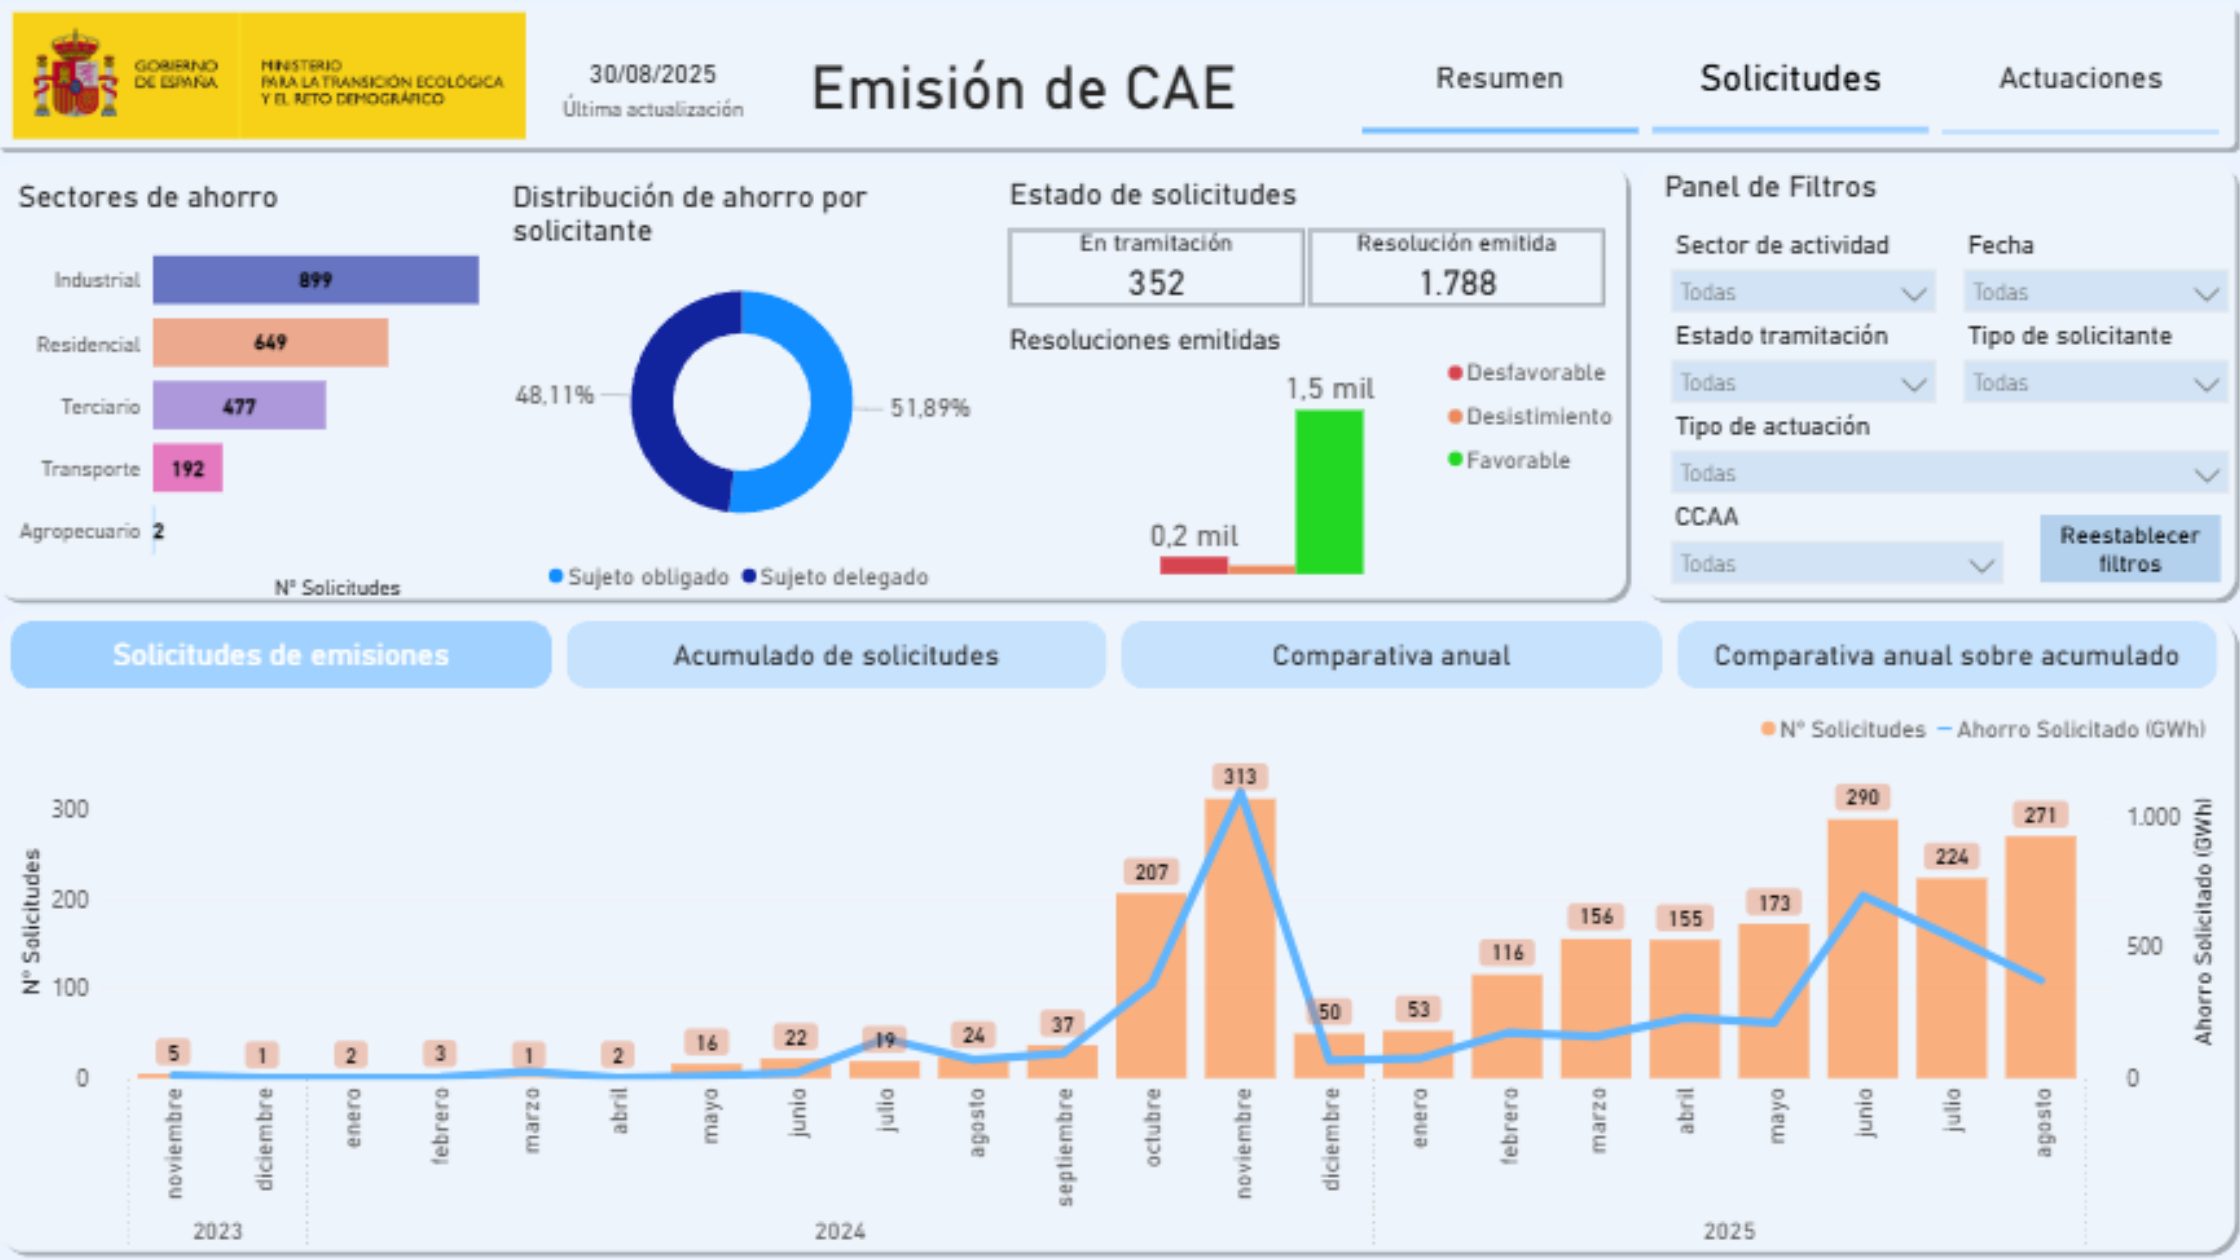 GOBIERNO
DE ESPAÑA
MINISTERIO
PARA LA TRANSICIÓN ECOLÓGICA
Y EL RETO DEMOGRÁFICO
30/08/2025
Última actualización
Emisión de CAE
Resumen
Solicitudes
Actuaciones
Sectores de ahorro
Industrial
899
Residencial
649
Terciario
477
Transporte
192
Agropecuario
2
Nº Solicitudes
Distribución de ahorro por
solicitante
48,11%
51,89%
Sujeto obligado
Sujeto delegado
Estado de solicitudes
En tramitación
352
Resolución emitida
1.788
Resoluciones emitidas
0,2 mil
1,5 mil
Desfavorable
Desistimiento
Favorable
Panel de Filtros
Sector de actividad
Todas
Fecha
Todas
Estado tramitación
Todas
Tipo de solicitante
Todas
Tipo de actuación
Todas
CCAA
Todas
Reestablecer
filtros
Solicitudes de emisiones
Acumulado de solicitudes
Comparativa anual
Comparativa anual sobre acumulado
Nº Solicitudes
Ahorro Solicitado (GWh)
Nº Solicitudes
300
200
100
0
5
1
2
3
1
2
16
22
19
24
37
207
313
50
53
116
156
155
173
290
224
271
1.000
500
0
Ahorro Solicitado (GWh)
noviembre
diciembre
enero
febrero
marzo
abril
mayo
junio
julio
agosto
septiembre
octubre
noviembre
diciembre
enero
febrero
marzo
abril
mayo
junio
julio
agosto
2023
2024
2025